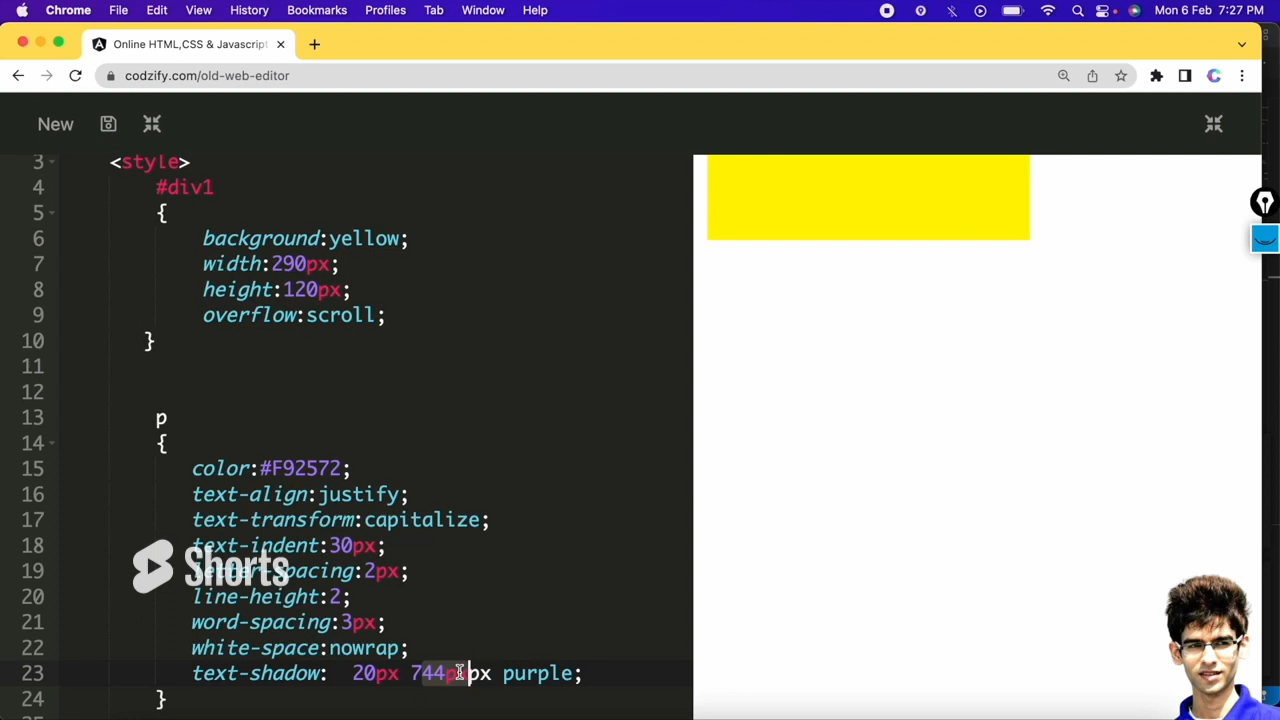 Chrome File Edit View History Bookmarks Profiles Tab Window Help Mon 6 Feb 7:27 PM
Online HTML,CSS & Javascript
codzify.com/old-web-editor
New
3 <style>
4 #div1
5 {
6 background:yellow;
7 width:290px;
8 height:120px;
9 overflow:scroll;
10 }
11
12
13 p
14 {
15 color:#F92572;
16 text-align:justify;
17 text-transform:capitalize;
18 text-indent:30px;
19 letter-spacing:2px;
20 line-height:2;
21 word-spacing:3px;
22 white-space:nowrap;
23 text-shadow: 20px 744pxpx purple;
24 }
Shorts